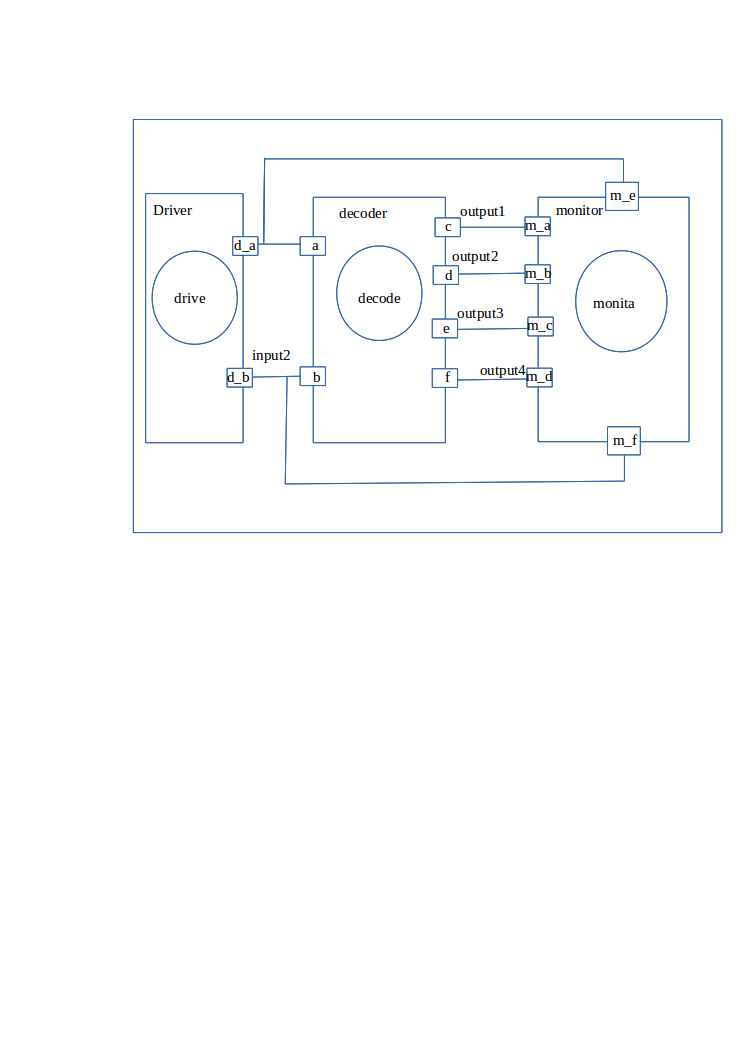 m_e
Driver
decoder
output1
monitor
c
m_a
d_a
a
output2
d
m_b
drive
decode
monita
output3
e
m_c
input2
output4
d_b
b
f
m_d
m_f